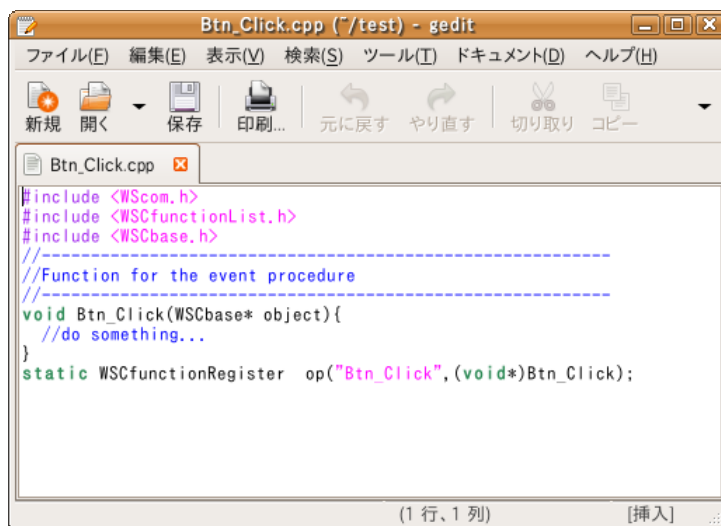 Btn_Click.cpp (~/test) - gedit
ファイル(F) 編集(E) 表示(V) 検索(S) ツール(T) ドキュメント(D) ヘルプ(H)
新規 開く 保存 印刷... 元に戻す やり直す 切り取り コピー
Btn_Click.cpp
#include <WScom.h>
#include <WSCfunctionList.h>
#include <WSCbase.h>
//------------------------------------------------------------
//Function for the event procedure
//------------------------------------------------------------
void Btn_Click(WSCbase* object){
  //do something...
}
static WSCfunctionRegister  op("Btn_Click",(void*)Btn_Click);
(1 行、1 列) [挿入]